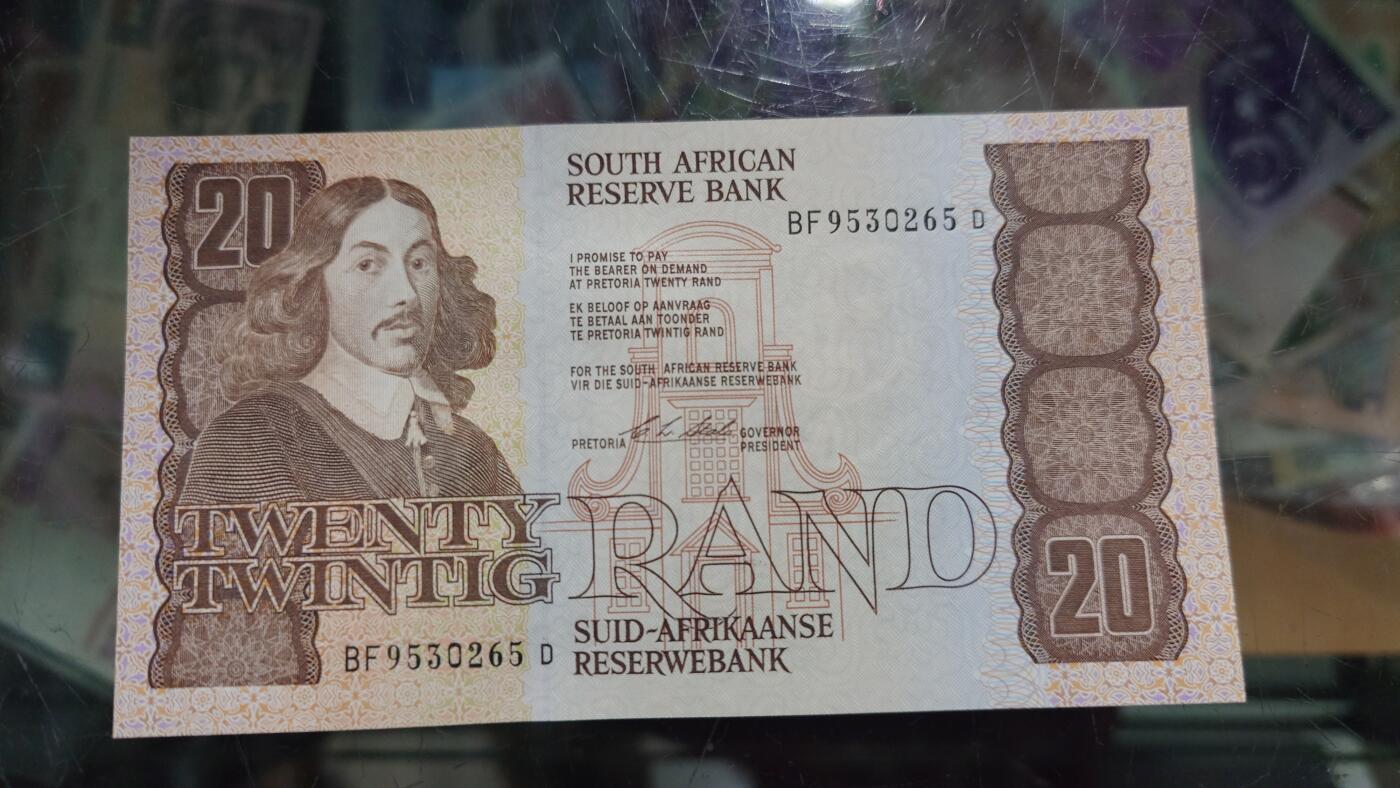 20
SOUTH AFRICAN
RESERVE BANK
BF9530265 D
I PROMISE TO PAY
THE BEARER ON DEMAND
AT PRETORIA TWENTY RAND
EK BELOOF OP AANVRAAG
TE BETAAL AAN TOONDER
TE PRETORIA TWINTIG RAND
FOR THE SOUTH AFRICAN RESERVE BANK
VIR DIE SUID-AFRIKAANSE RESERWEBANK
PRETORIA
GOVERNOR
PRESIDENT
TWENTY
TWINTIG
RAND
20
SUID-AFRIKAANSE
RESERWEBANK
BF9530265 D